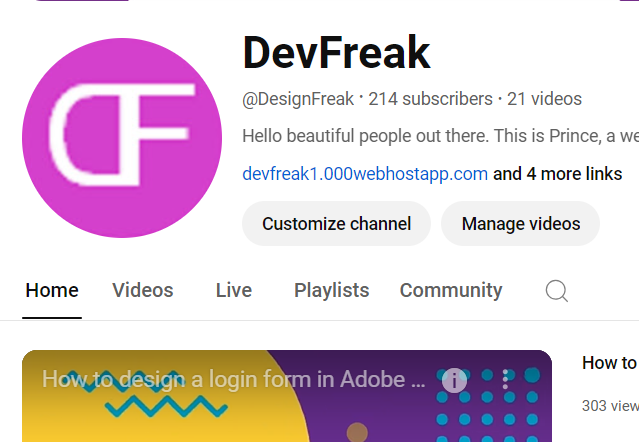 DF
DevFreak
@DesignFreak · 214 subscribers · 21 videos
Hello beautiful people out there. This is Prince, a we
devfreak1.000webhostapp.com and 4 more links
Customize channel Manage videos
Home Videos Live Playlists Community
How to design a login form in Adobe ...
How to
303 view